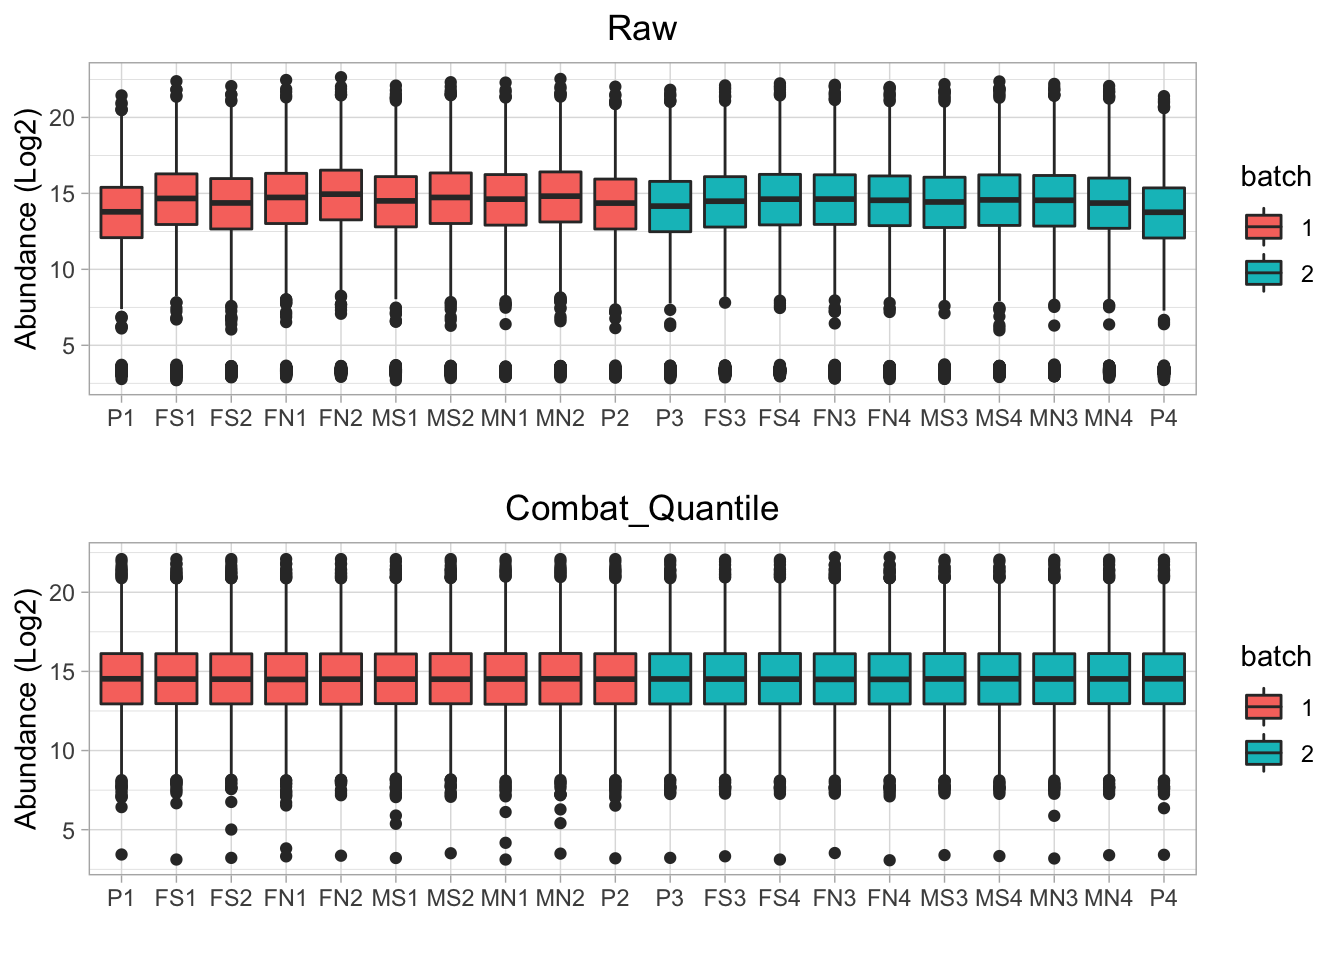 Raw
Abundance (Log2)
20
15
10
5
P1 FS1 FS2 FN1 FN2 MS1 MS2 MN1 MN2 P2 P3 FS3 FS4 FN3 FN4 MS3 MS4 MN3 MN4 P4
batch
1
2
Combat_Quantile
Abundance (Log2)
20
15
10
5
P1 FS1 FS2 FN1 FN2 MS1 MS2 MN1 MN2 P2 P3 FS3 FS4 FN3 FN4 MS3 MS4 MN3 MN4 P4
batch
1
2